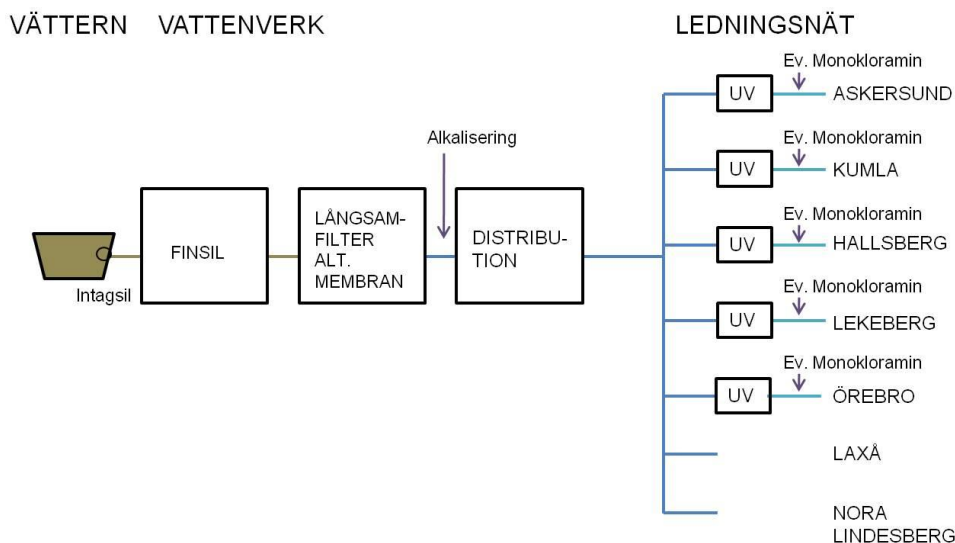 VÄTTERN VATTENVERK LEDNINGSNÄT
Ev. Monokloramin
UV
ASKERSUND
Alkalisering
Ev. Monokloramin
UV
KUMLA
Intagsil
FINSIL
LÅNGSAM-
FILTER
ALT.
MEMBRAN
DISTRIBU-
TION
Ev. Monokloramin
UV
HALLSBERG
Ev. Monokloramin
UV
LEKEBERG
Ev. Monokloramin
UV
ÖREBRO
LAXÅ
NORA
LINDESBERG